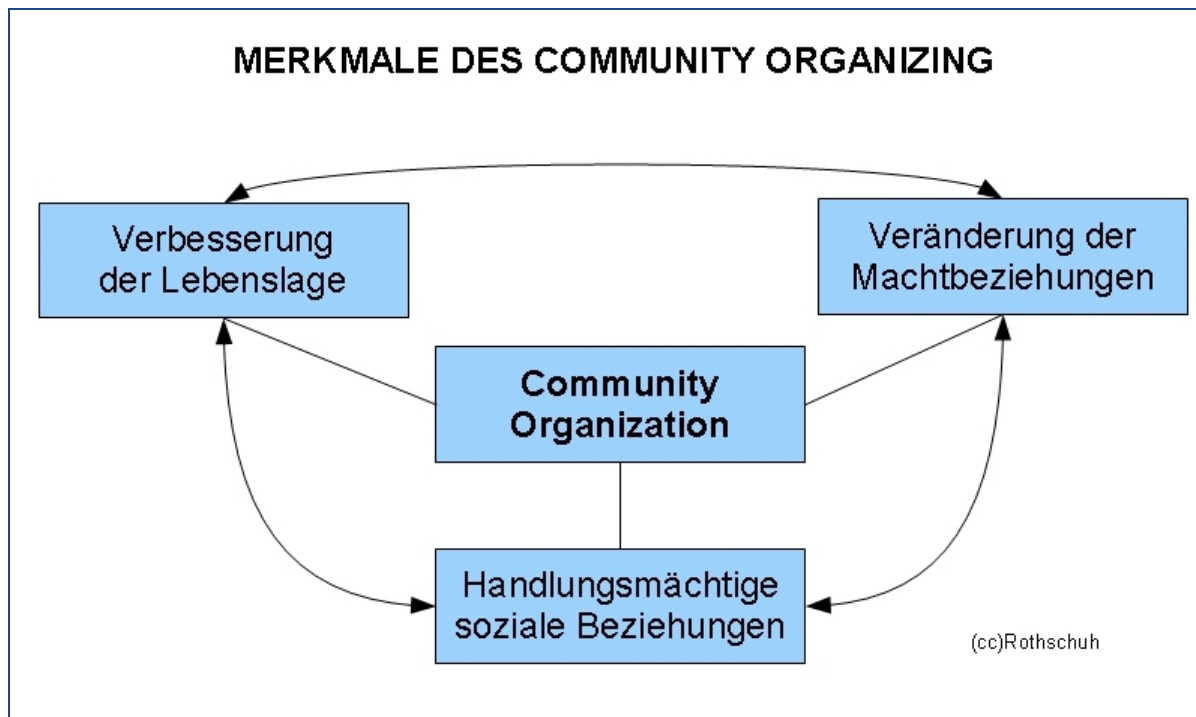 MERKMALE DES COMMUNITY ORGANIZING
Verbesserung
der Lebenslage
Veränderung der
Machtbeziehungen
Community
Organization
Handlungsmächtige
soziale Beziehungen
(cc)Rothschuh